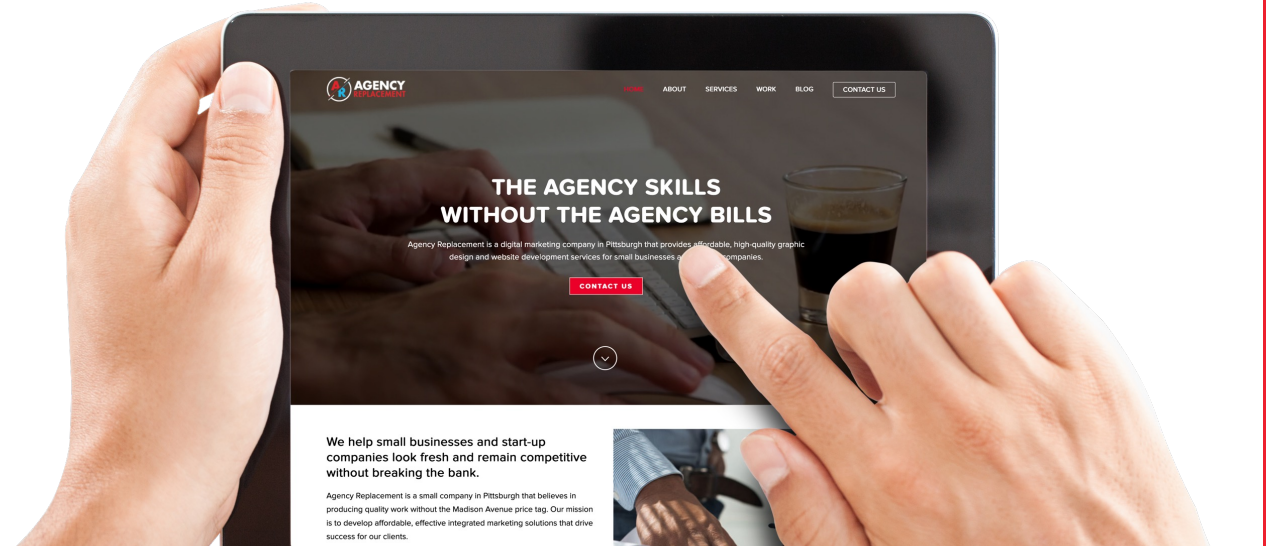 AR
AGENCY
REPLACEMENT
HOME ABOUT SERVICES WORK BLOG CONTACT US
THE AGENCY SKILLS
WITHOUT THE AGENCY BILLS
Agency Replacement is a digital marketing company in Pittsburgh that provides affordable, high-quality graphic
design and website development services for small businesses companies.
CONTACT US
We help small businesses and start-up
companies look fresh and remain competitive
without breaking the bank.
Agency Replacement is a small company in Pittsburgh that believes in
producing quality work without the Madison Avenue price tag. Our mission
is to develop affordable, effective integrated marketing solutions that drive
success for our clients.